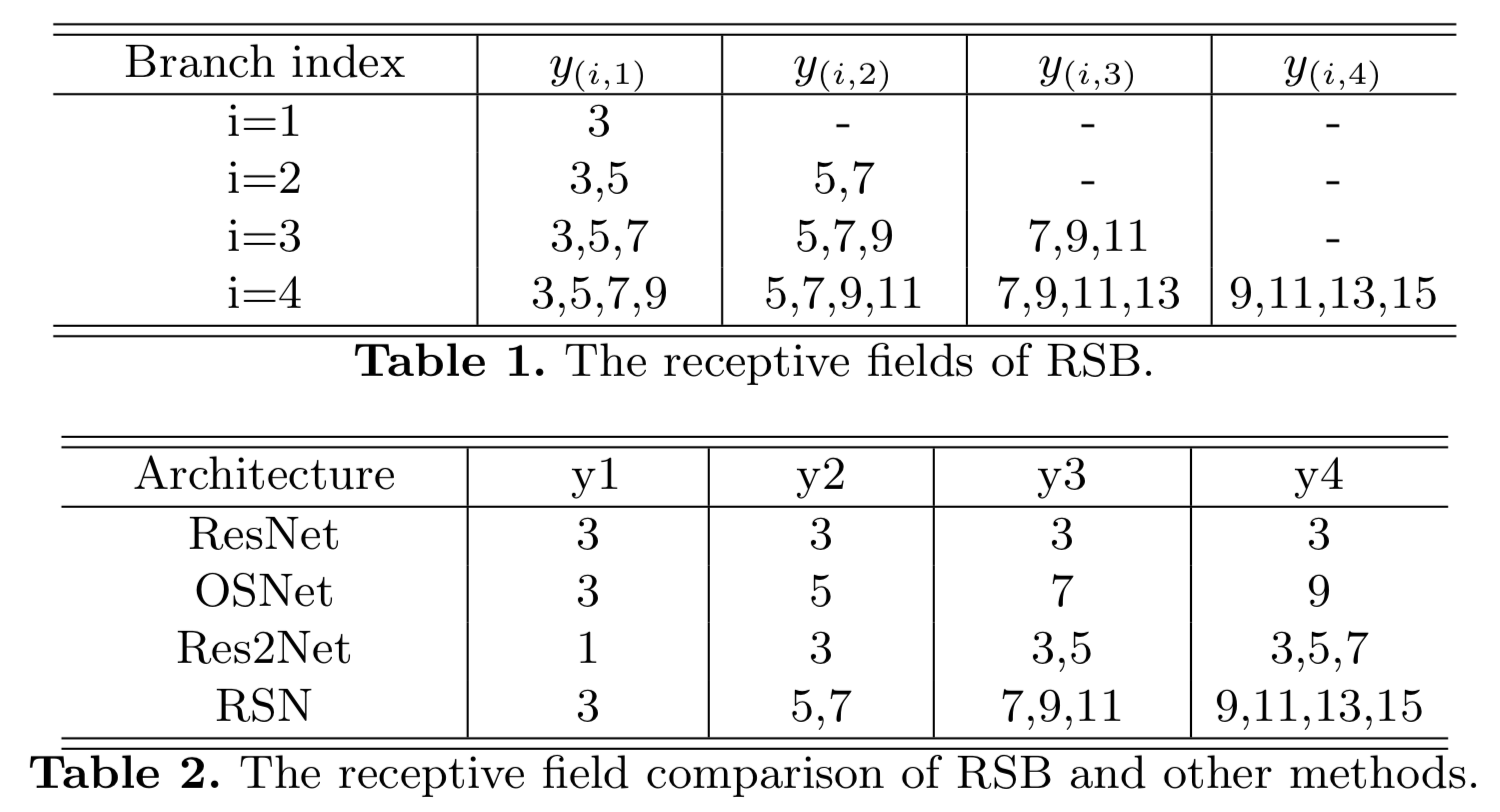 Branch index y(i,1) y(i,2) y(i,3) y(i,4)
i=1 3 - - -
i=2 3,5 5,7 - -
i=3 3,5,7 5,7,9 7,9,11 -
i=4 3,5,7,9 5,7,9,11 7,9,11,13 9,11,13,15
Table 1. The receptive fields of RSB.
Architecture y1 y2 y3 y4
ResNet 3 3 3 3
OSNet 3 5 7 9
Res2Net 1 3 3,5 3,5,7
RSN 3 5,7 7,9,11 9,11,13,15
Table 2. The receptive field comparison of RSB and other methods.